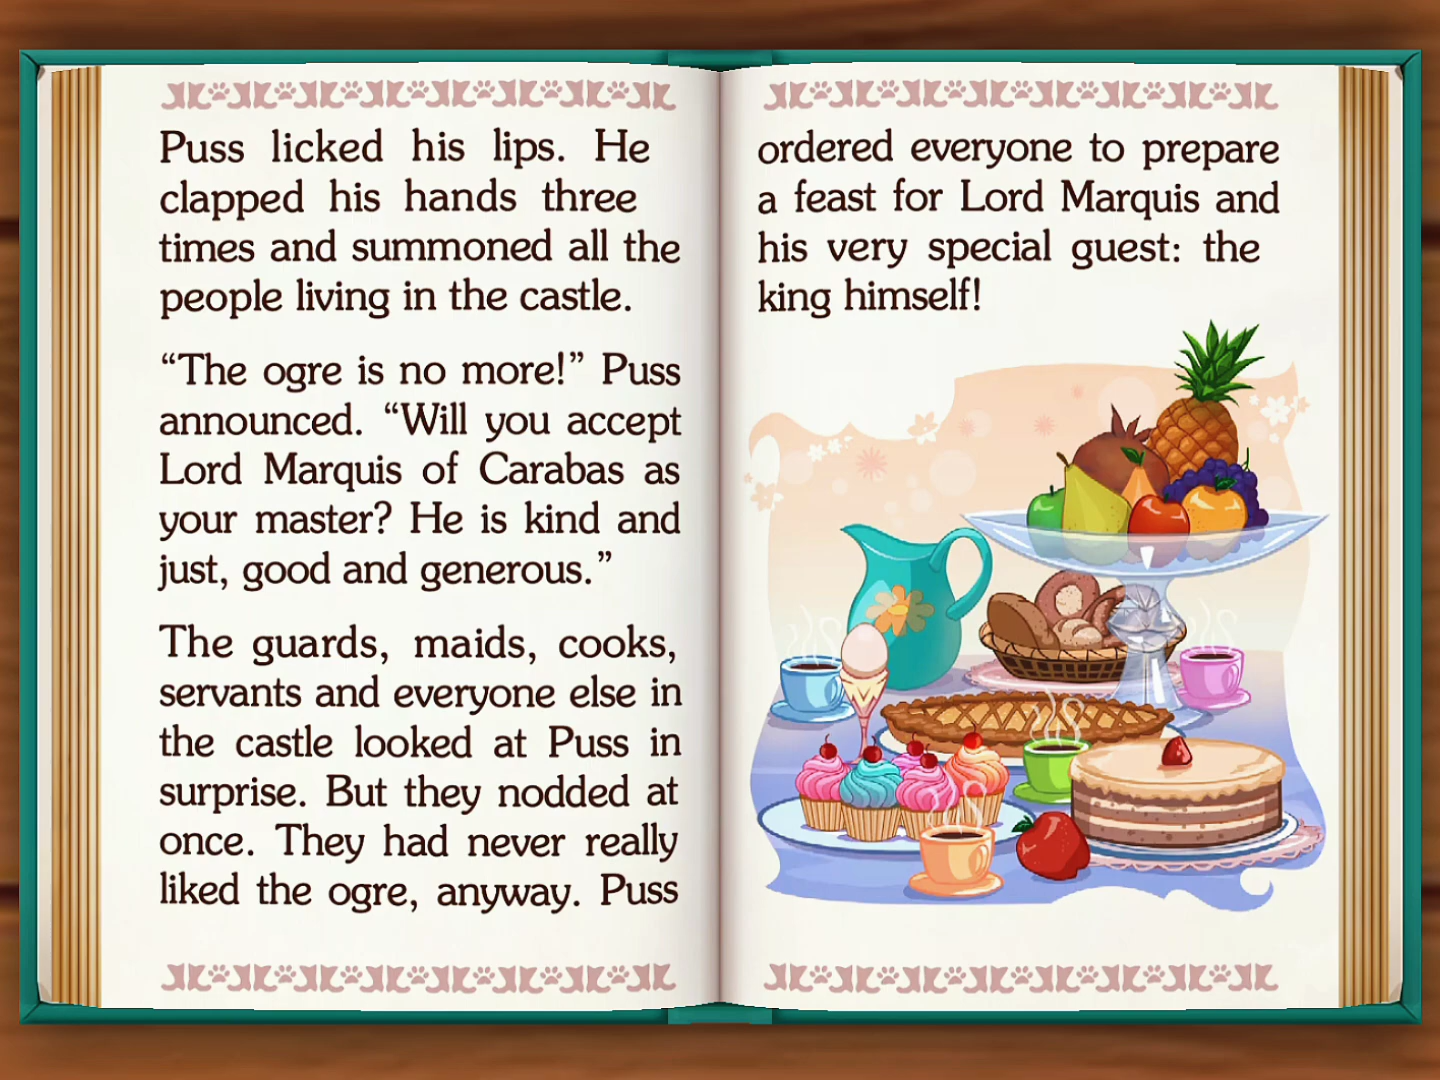 Puss licked his lips. He
clapped his hands three
times and summoned all the
people living in the castle.
“The ogre is no more!” Puss
announced. “Will you accept
Lord Marquis of Carabas as
your master? He is kind and
just, good and generous.”
The guards, maids, cooks,
servants and everyone else in
the castle looked at Puss in
surprise. But they nodded at
once. They had never really
liked the ogre, anyway. Puss
ordered everyone to prepare
a feast for Lord Marquis and
his very special guest: the
king himself!